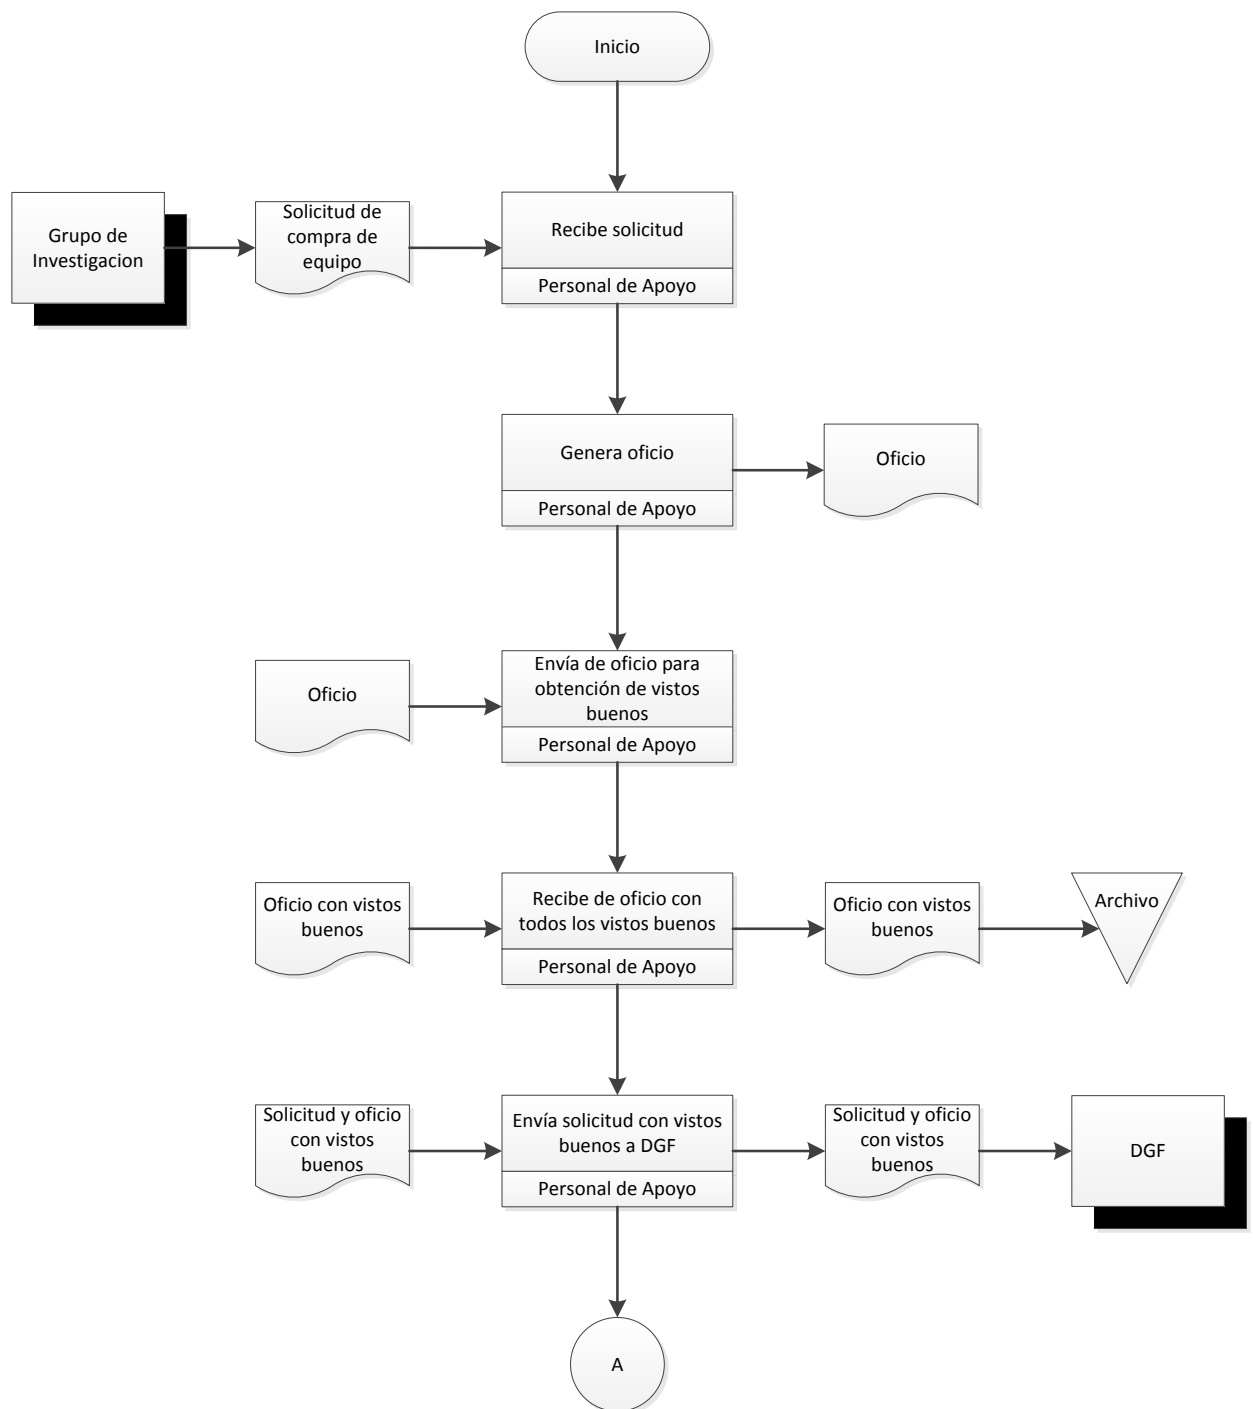 Inicio
Grupo de
Investigacion
Solicitud de
compra de
equipo
Recibe solicitud
Personal de Apoyo
Genera oficio
Personal de Apoyo
Oficio
Oficio
Envía de oficio para
obtención de vistos
buenos
Personal de Apoyo
Oficio con vistos
buenos
Recibe de oficio con
todos los vistos buenos
Personal de Apoyo
Oficio con vistos
buenos
Archivo
Solicitud y oficio
con vistos
buenos
Envía solicitud con vistos
buenos a DGF
Personal de Apoyo
Solicitud y oficio
con vistos
buenos
DGF
A